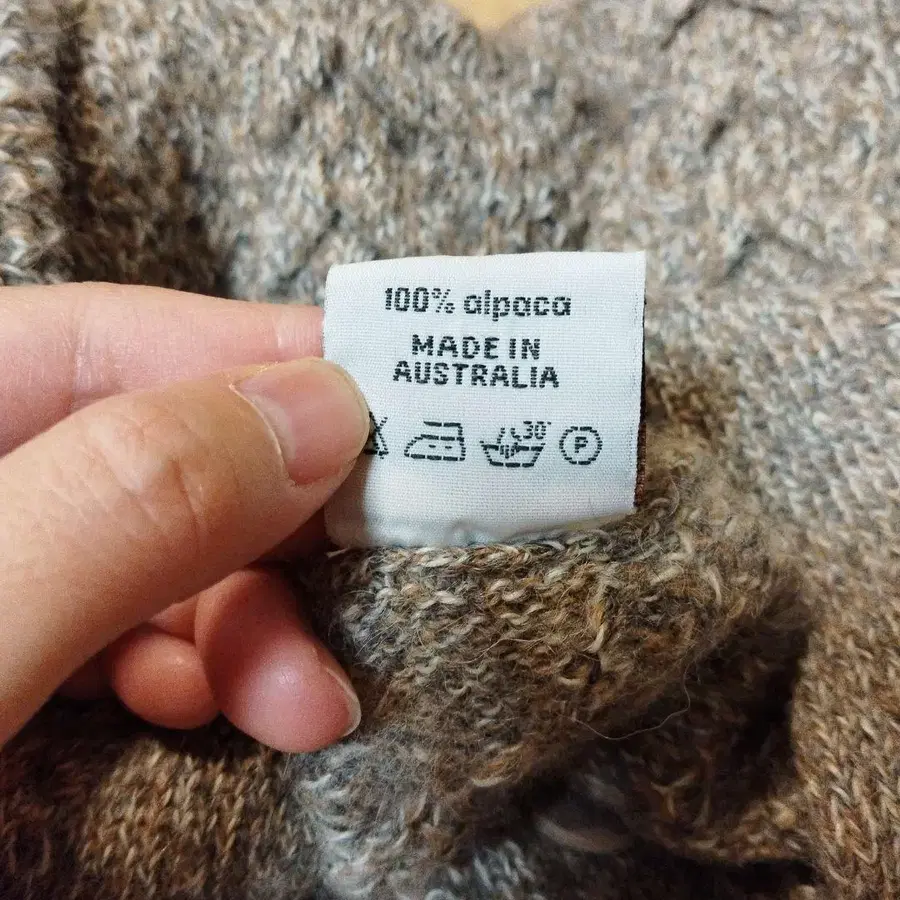 100% alpaca
MADE IN
AUSTRALIA
30°
P